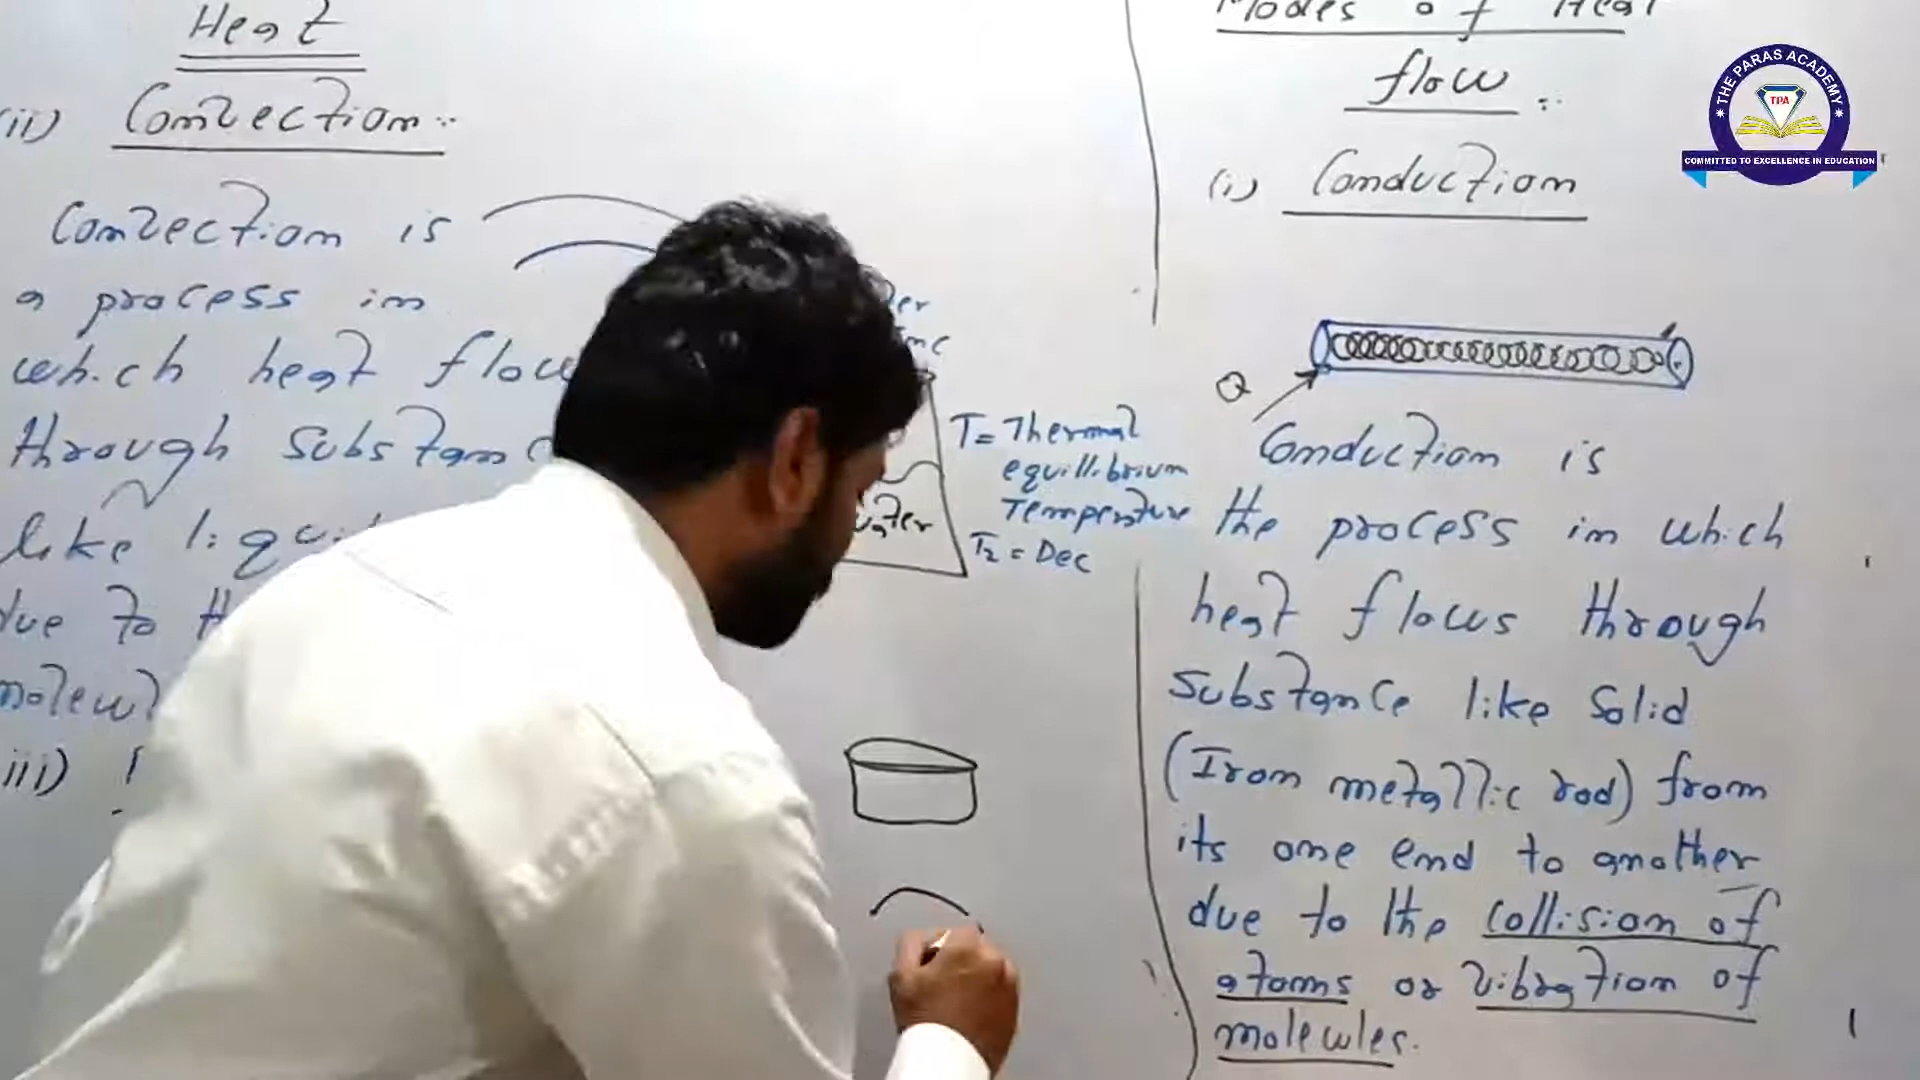 Heat
(ii) Convection :-
Convection is
a process in
which heat flow
through Substanc
like liqui
due to th
molecul
iii)
T = Thermal
equillibrium
Temperature
T2 = Dec
water
Modes of Heat
flow :-
(i) Conduction
Q
Conduction is
the process in which
heat flows through
Substance like Solid
(Iron metallic rod) from
its one end to another
due to the collision of
atoms or vibration of
molecules.
THE PARAS ACADEMY
TPA
COMMITTED TO EXCELLENCE IN EDUCATION